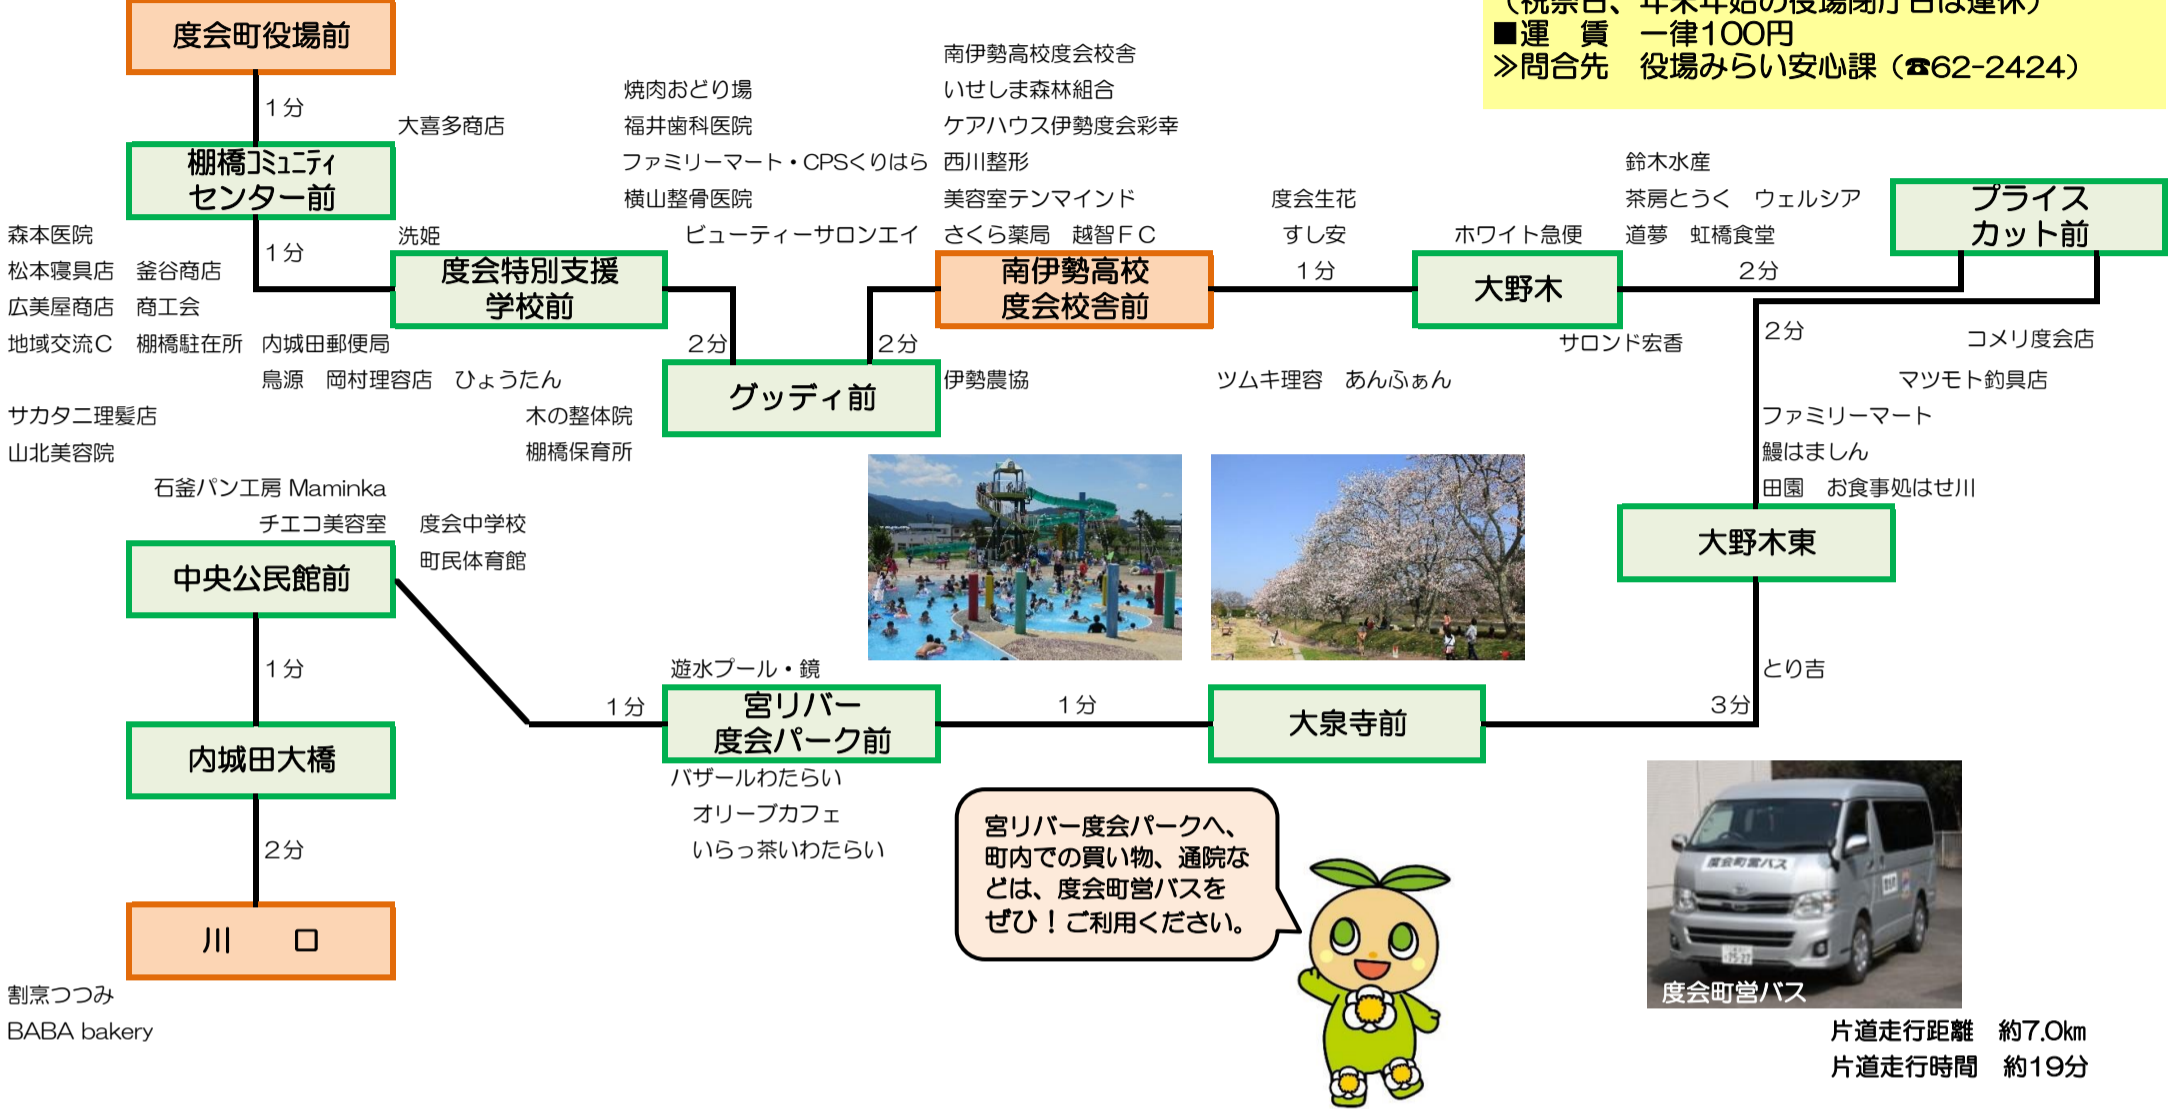 (祝祭日、年末年始の役場閉庁日は運休)
■運　賃　一律100円
≫問合先　役場みらい安心課(☎62-2424)
度会町役場前
1分
大喜多商店
棚橋コミュニティ
センター前
1分
森本医院
松本寝具店　釜谷商店
広美屋商店　商工会
地域交流C　棚橋駐在所　内城田郵便局
鳥源　岡村理容店　ひょうたん
サカタニ理髪店
山北美容院
洗姫
度会特別支援
学校前
木の整体院
棚橋保育所
焼肉おどり場
福井歯科医院
ファミリーマート・CPSくりはら
横山整骨医院
ビューティーサロンエイ
2分
グッディ前
2分
南伊勢高校度会校舎
いせしま森林組合
ケアハウス伊勢度会彩幸
西川整形
美容室テンマインド
さくら薬局　越智FC
南伊勢高校
度会校舎前
伊勢農協
度会生花
すし安
1分
ツムキ理容　あんふぁん
ホワイト急便
大野木
サロンド宏香
鈴木水産
茶房とうく　ウェルシア
道夢　虹橋食堂
2分
プライス
カット前
2分
コメリ度会店
マツモト釣具店
ファミリーマート
鰻はましん
田園　お食事処はせ川
大野木東
とり吉
3分
大泉寺前
1分
遊水プール・鏡
宮リバー
度会パーク前
バザールわたらい
オリーブカフェ
いらっ茶いわたらい
1分
度会中学校
町民体育館
石釜パン工房 Maminka
チエコ美容室
中央公民館前
1分
内城田大橋
2分
川　口
割烹つつみ
BABA bakery
宮リバー度会パークへ、
町内での買い物、通院な
どは、度会町営バスを
ぜひ！ご利用ください。
度会町営バス
75-27
度会町営バス
片道走行距離　約7.0km
片道走行時間　約19分